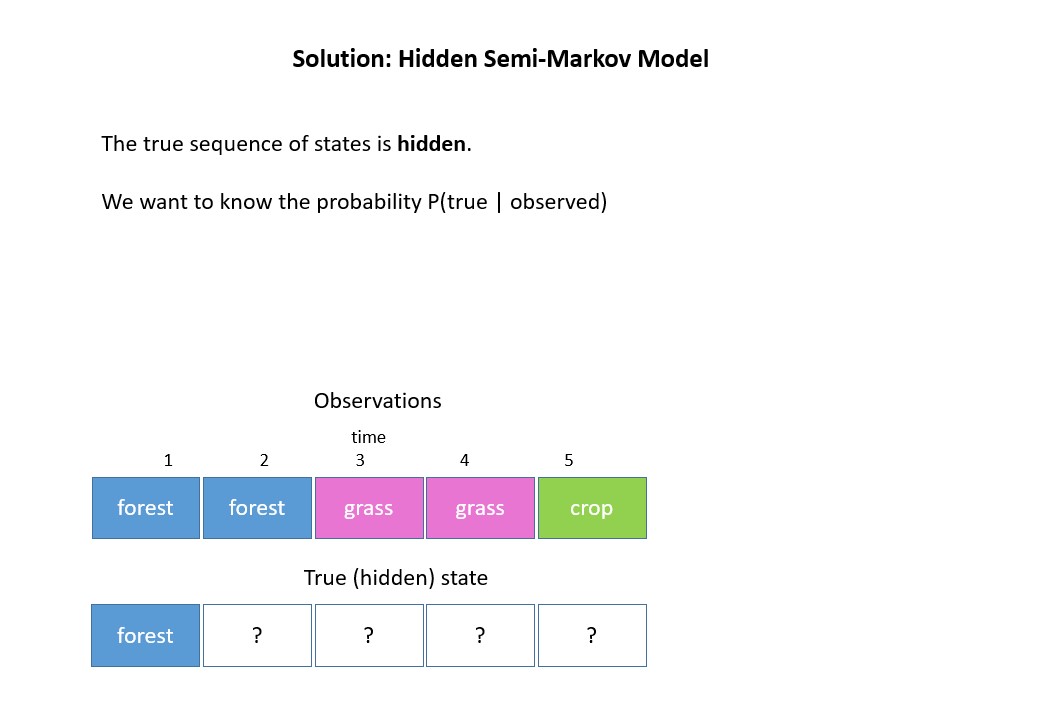 Solution: Hidden Semi-Markov Model
The true sequence of states is hidden.
We want to know the probability P(true | observed)
Observations
time
1 2 3 4 5
forest forest grass grass crop
True (hidden) state
forest ? ? ? ?